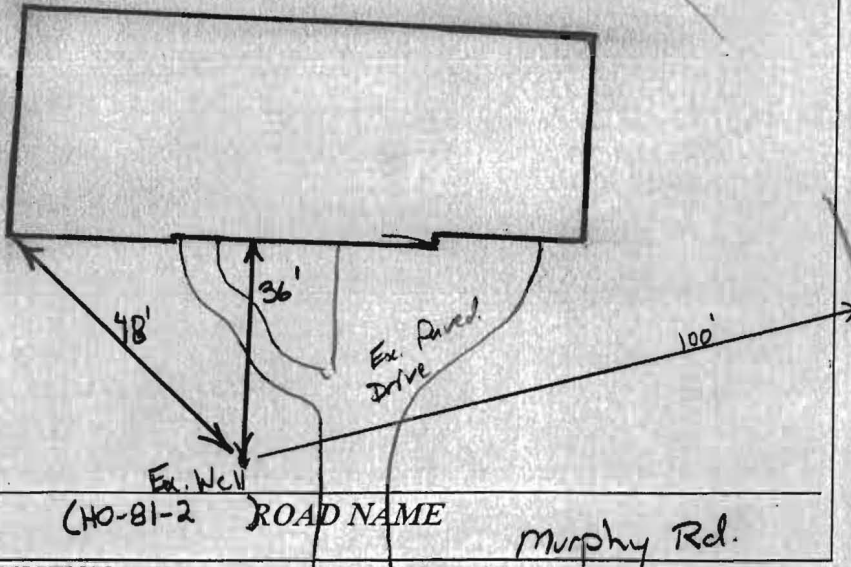 48'
36'
Ex. Paved
Drive
100'
Ex. Well
(HO-81-2 ) ROAD NAME
Murphy Rd.